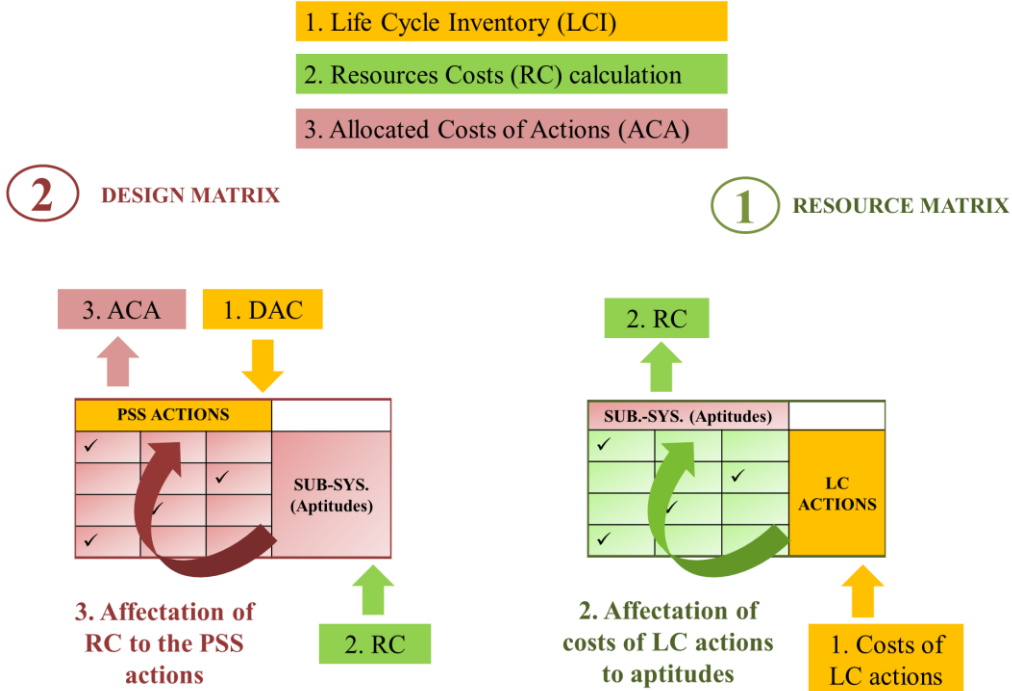 1. Life Cycle Inventory (LCI)
2. Resources Costs (RC) calculation
3. Allocated Costs of Actions (ACA)
2 DESIGN MATRIX
1 RESOURCE MATRIX
3. ACA
1. DAC
2. RC
PSS ACTIONS
✓
✓
✓
✓
SUB-SYS.
(Aptitudes)
SUB.-SYS. (Aptitudes)
✓
✓
✓
✓
LC
ACTIONS
3. Affectation of
RC to the PSS
actions
2. RC
2. Affectation of
costs of LC actions
to aptitudes
1. Costs of
LC actions